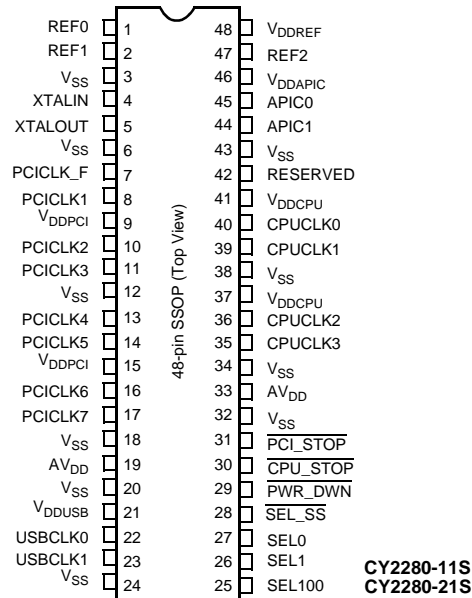 REF0 1 48 VDDREF
REF1 2 47 REF2
VSS 3 46 VDDAPIC
XTALIN 4 45 APIC0
XTALOUT 5 44 APIC1
VSS 6 43 VSS
PCICLK_F 7 42 RESERVED
PCICLK1 8 41 VDDCPU
VDDPCI 9 40 CPUCLK0
PCICLK2 10 39 CPUCLK1
PCICLK3 11 38 VSS
VSS 12 37 VDDCPU
PCICLK4 13 36 CPUCLK2
PCICLK5 14 35 CPUCLK3
VDDPCI 15 34 VSS
PCICLK6 16 33 AVDD
PCICLK7 17 32 VSS
VSS 18 31 PCI_STOP
AVDD 19 30 CPU_STOP
VSS 20 29 PWR_DWN
VDDUSB 21 28 SEL_SS
USBCLK0 22 27 SEL0
USBCLK1 23 26 SEL1
VSS 24 25 SEL100
48-pin SSOP (Top View)
CY2280-11S
CY2280-21S